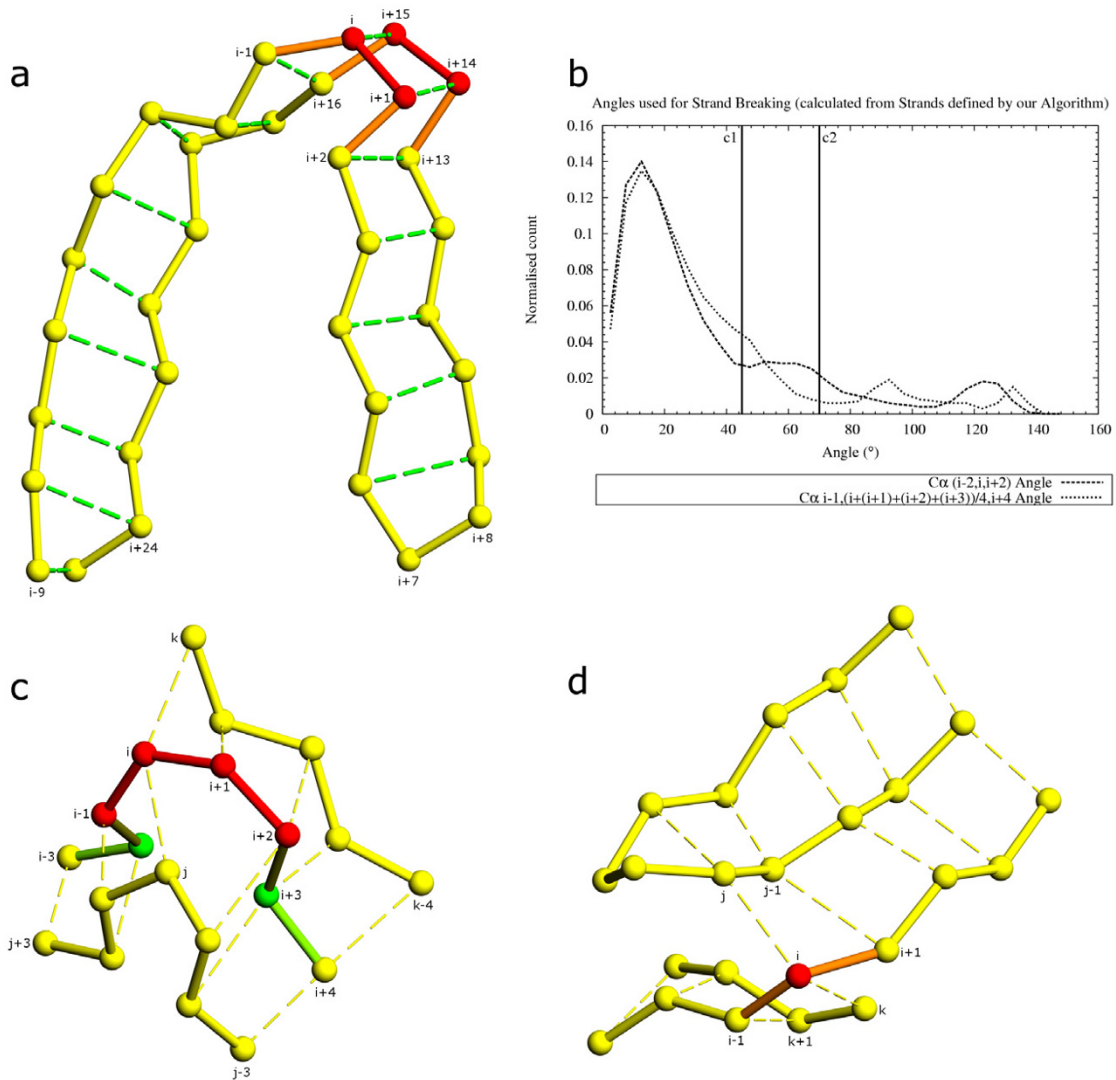 a
i-1
i
i+15
i+14
i+16
i+1
i+2
i+13
i+24
i-9
i+8
i+7
b
Angles used for Strand Breaking (calculated from Strands defined by our Algorithm)
c1
c2
0.16
0.14
0.12
0.1
0.08
0.06
0.04
0.02
0
Normalised count
0 20 40 60 80 100 120 140 160
Angle (°)
Cα (i-2,i,i+2) Angle
Cα i-1,(i+(i+1)+(i+2)+(i+3))/4,i+4 Angle
c
k
i
i+1
i-1
i+2
i-3
j
i+3
k-4
j+3
i+4
j-3
d
j
j-1
i
i+1
k
i-1
k+1